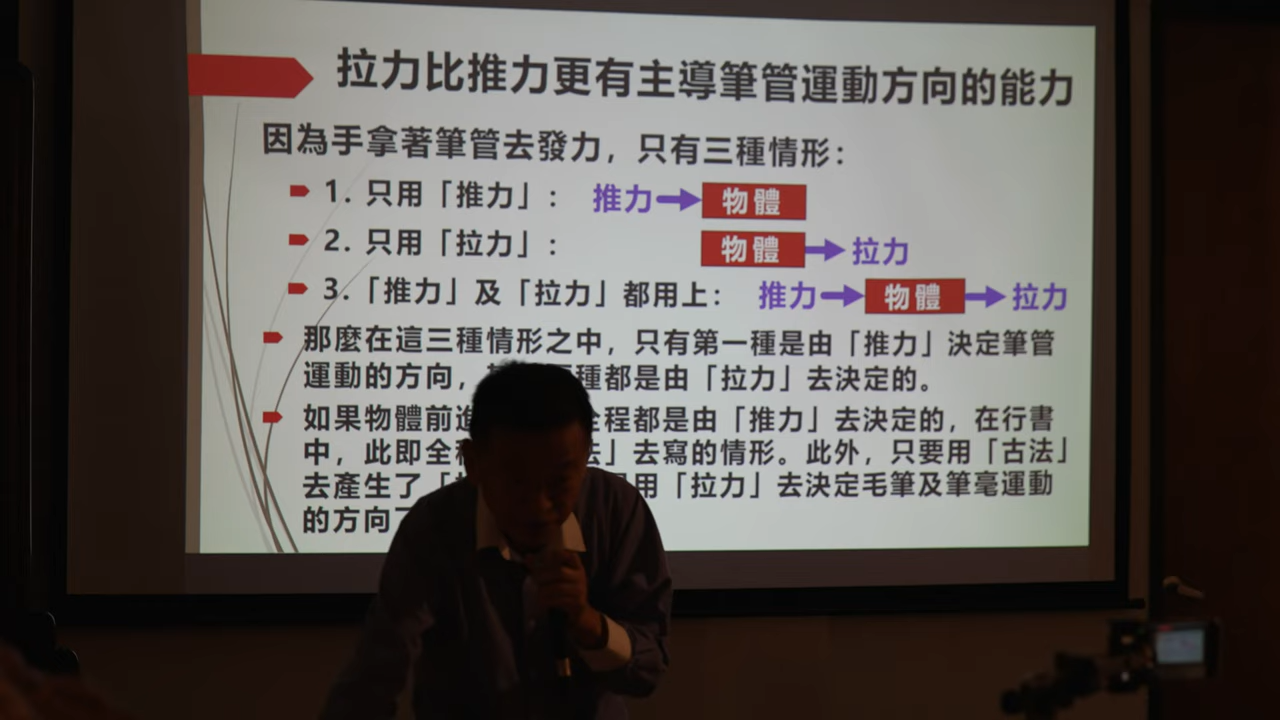 拉力比推力更有主導筆管運動方向的能力
因為手拿著筆管去發力，只有三種情形：
1. 只用「推力」： 推力 物體
2. 只用「拉力」： 物體 拉力
3.「推力」及「拉力」都用上： 推力 物體 拉力
那麼在這三種情形之中，只有第一種是由「推力」決定筆管
運動的方向， 種都是由「拉力」去決定的。
如果物體前進 全程都是由「推力」去決定的，在行書
中，此即全 」去寫的情形。此外，只要用「古法」
去產生了「 用「拉力」去決定毛筆及筆毫運動
的方向